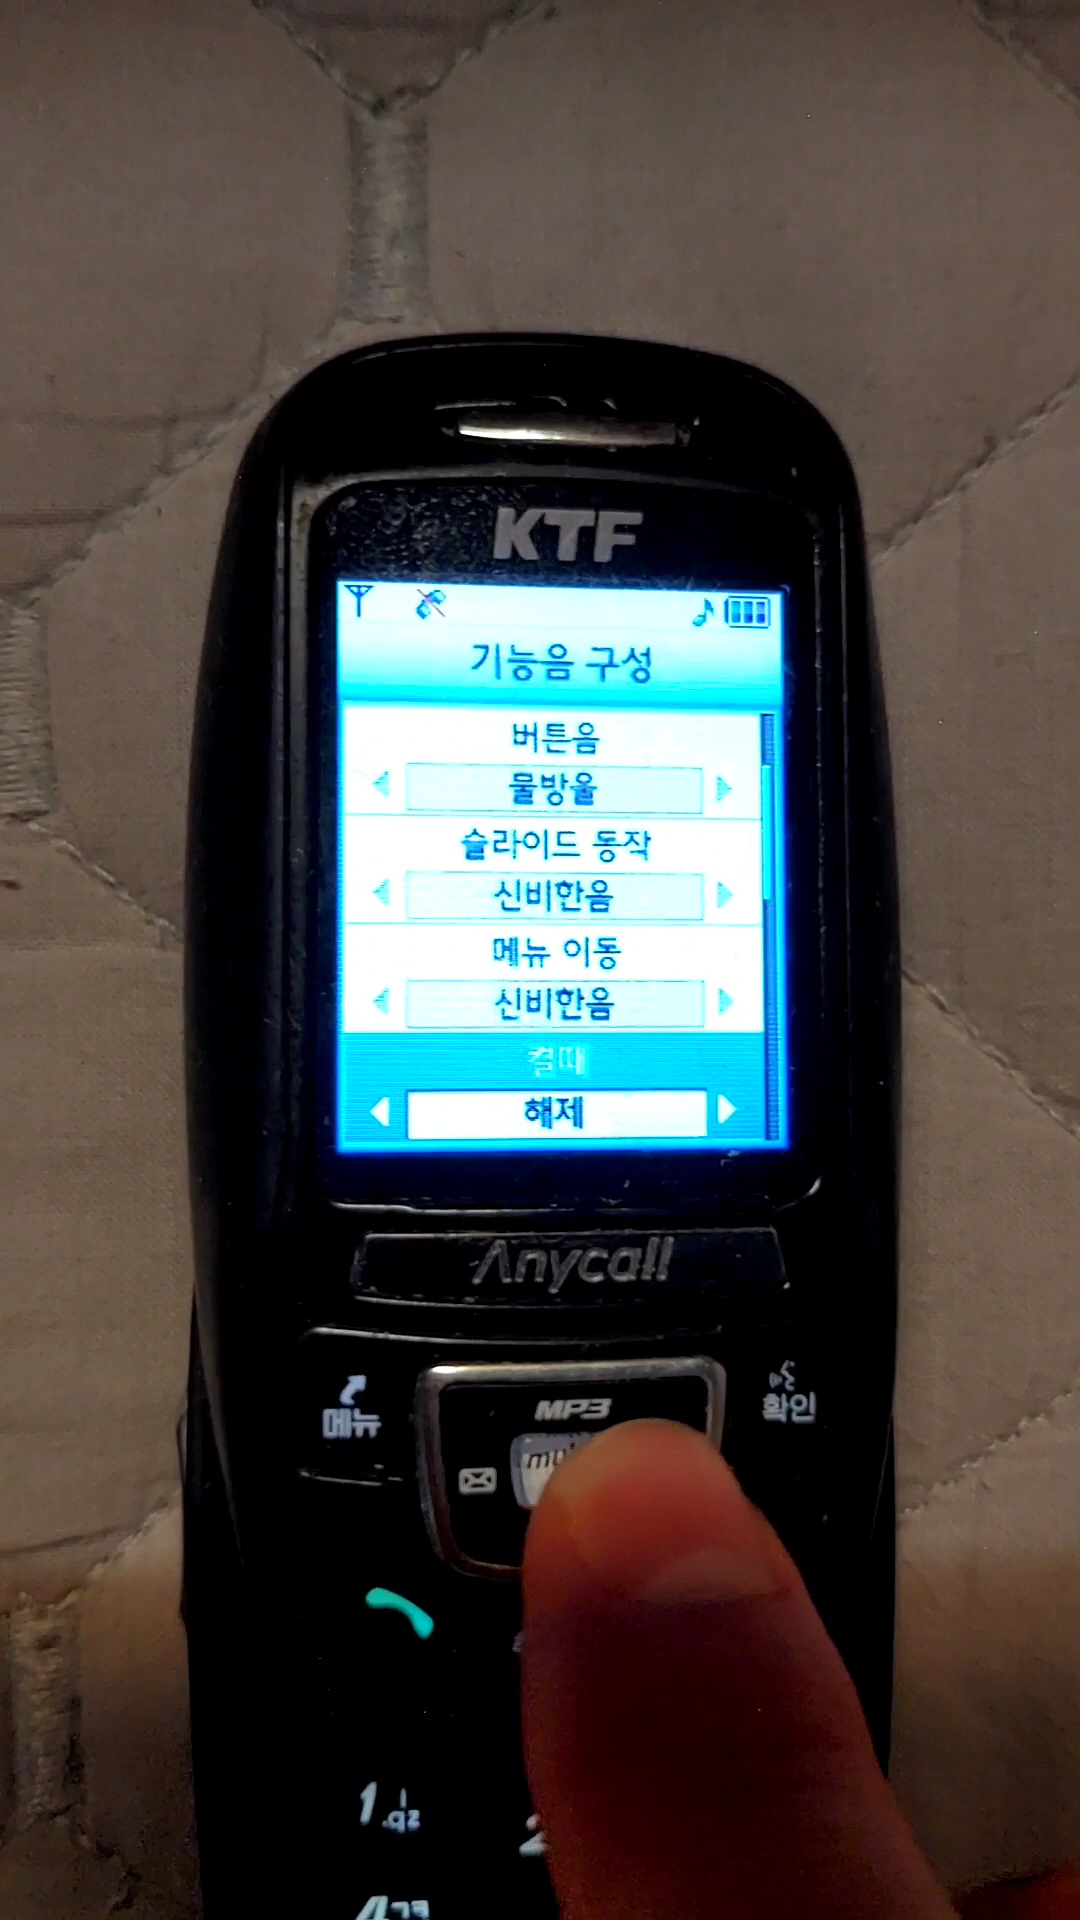 KTF
기능음 구성
버튼음
물방울
슬라이드 동작
신비한음
메뉴 이동
신비한음
켤때
해제
Anycall
메뉴
MP3
확인
1.@